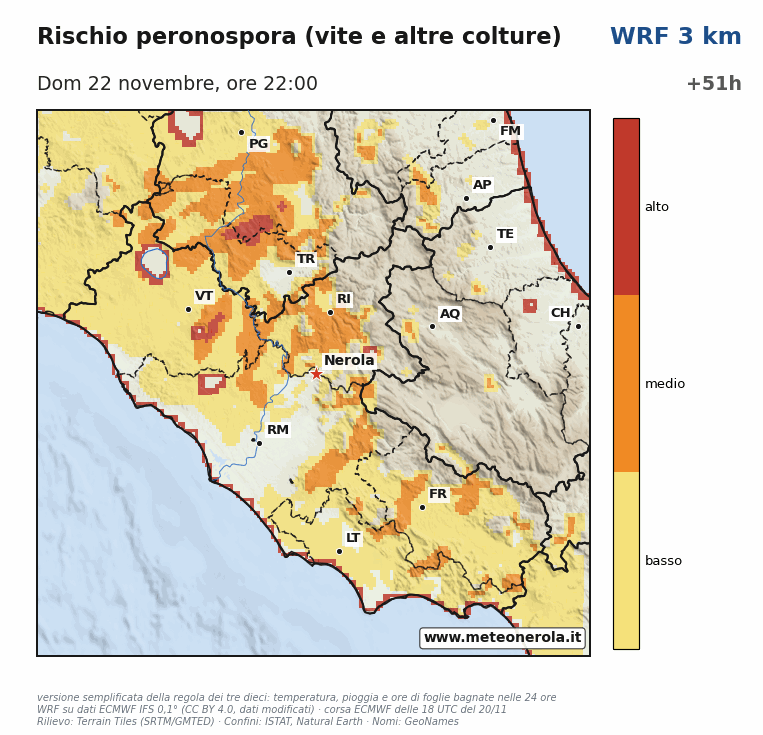 Rischio peronospora (vite e altre colture)
WRF 3 km
Dom 22 novembre, ore 22:00
+51h
FM
PG
AP
TE
TR
VT
RI
AQ
CH
Nerola
RM
FR
LT
www.meteonerola.it
alto
medio
basso
versione semplificata della regola dei tre dieci: temperatura, pioggia e ore di foglie bagnate nelle 24 ore
WRF su dati ECMWF IFS 0,1° (CC BY 4.0, dati modificati) · corsa ECMWF delle 18 UTC del 20/11
Rilievo: Terrain Tiles (SRTM/GMTED) · Confini: ISTAT, Natural Earth · Nomi: GeoNames